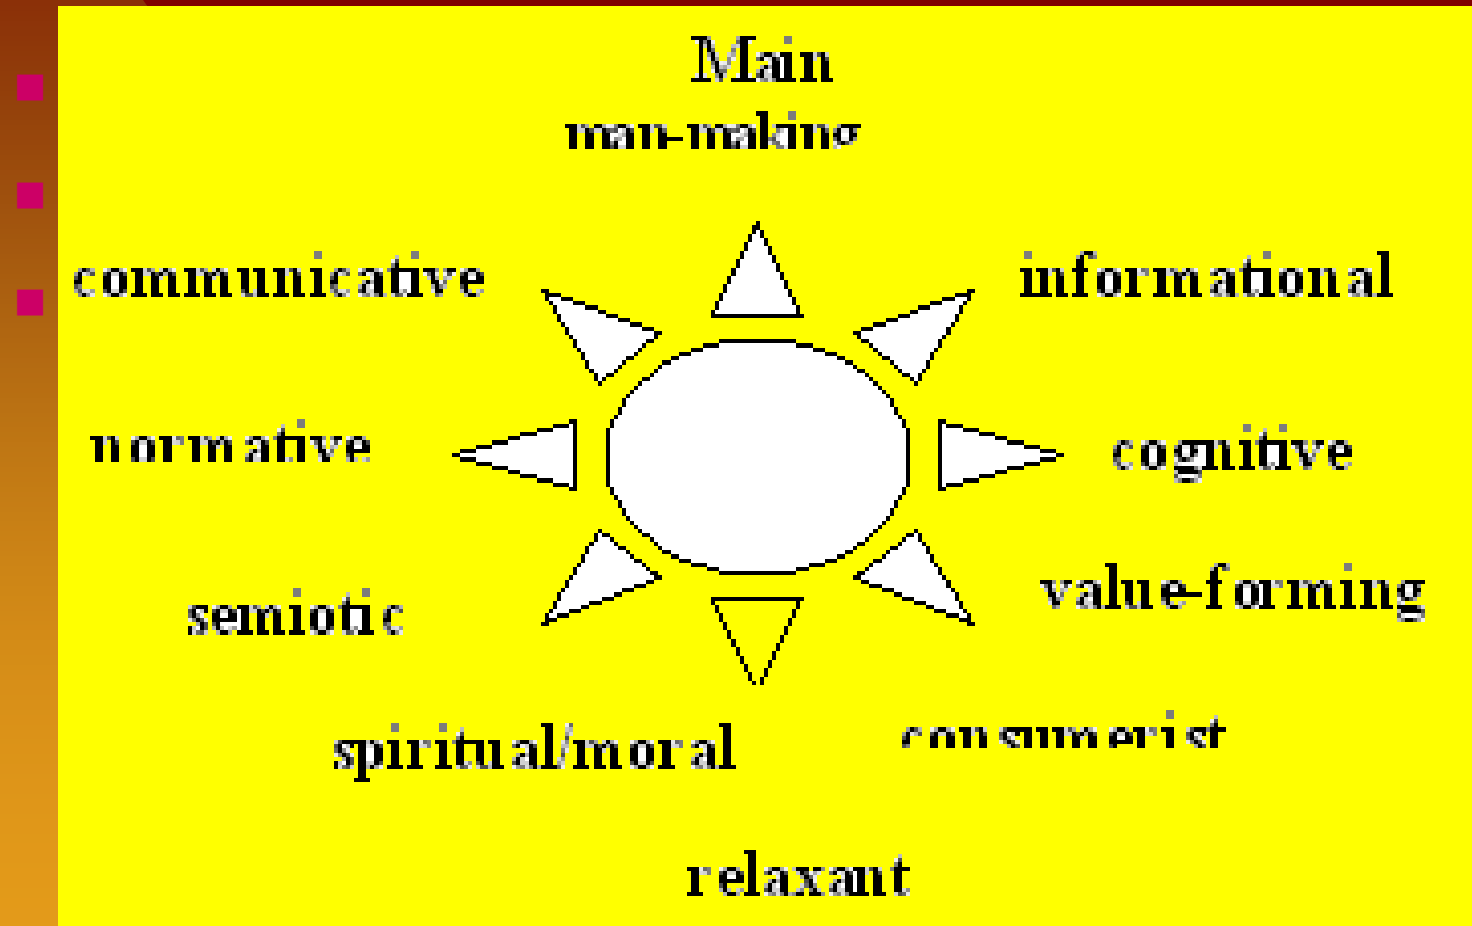 Main
man-making
communicative
informational
normative
cognitive
value-forming
semiotic
spiritual/moral
consumerist
relaxant